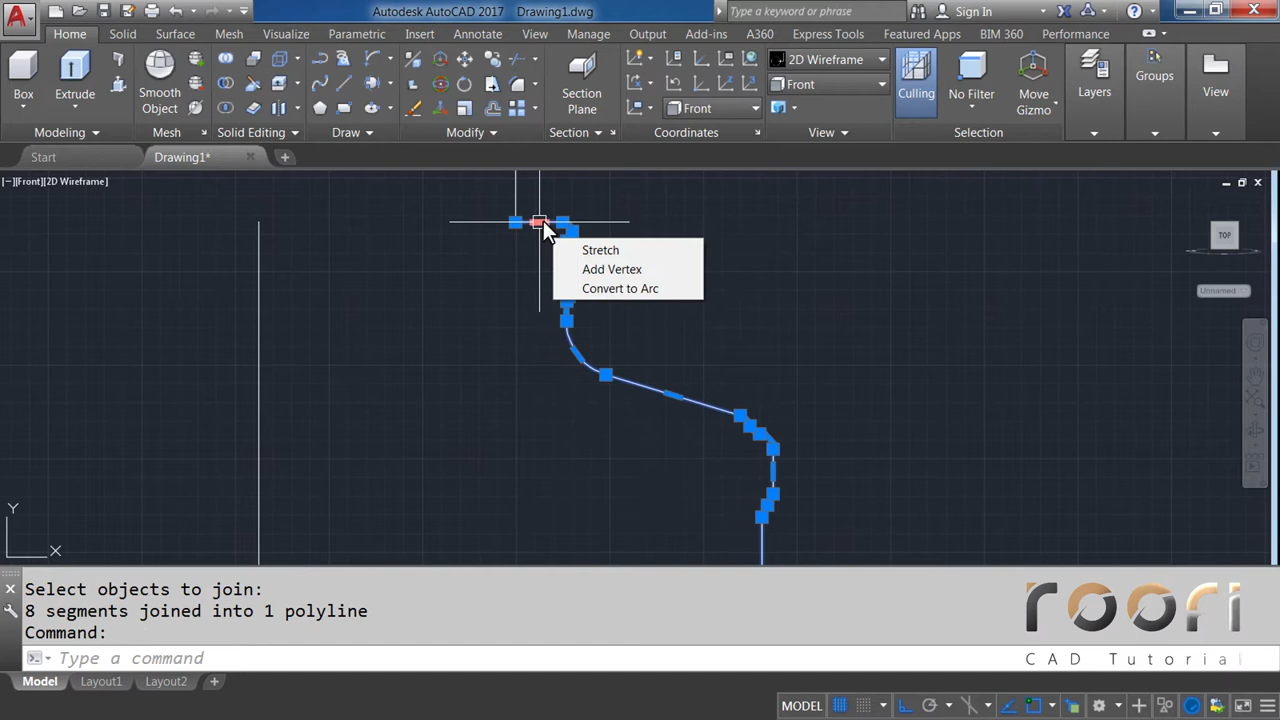 Autodesk AutoCAD 2017 Drawing1.dwg
Type a keyword or phrase
Sign In
Home Solid Surface Mesh Visualize Parametric Insert Annotate View Manage Output Add-ins A360 Express Tools Featured Apps BIM 360 Performance
Box
Extrude
Smooth
Object
Section
Plane
2D Wireframe
Front
Front
Culling
No Filter
Move
Gizmo
Layers
Groups
View
Modeling Mesh Solid Editing Draw Modify Section Coordinates View Selection
Start
Drawing1*
[−][Front][2D Wireframe]
TOP
Unnamed.
Stretch
Add Vertex
Convert to Arc
Y
X
Select objects to join:
8 segments joined into 1 polyline
Command:
Type a command
roori
CAD Tutorial
Model Layout1 Layout2
MODEL